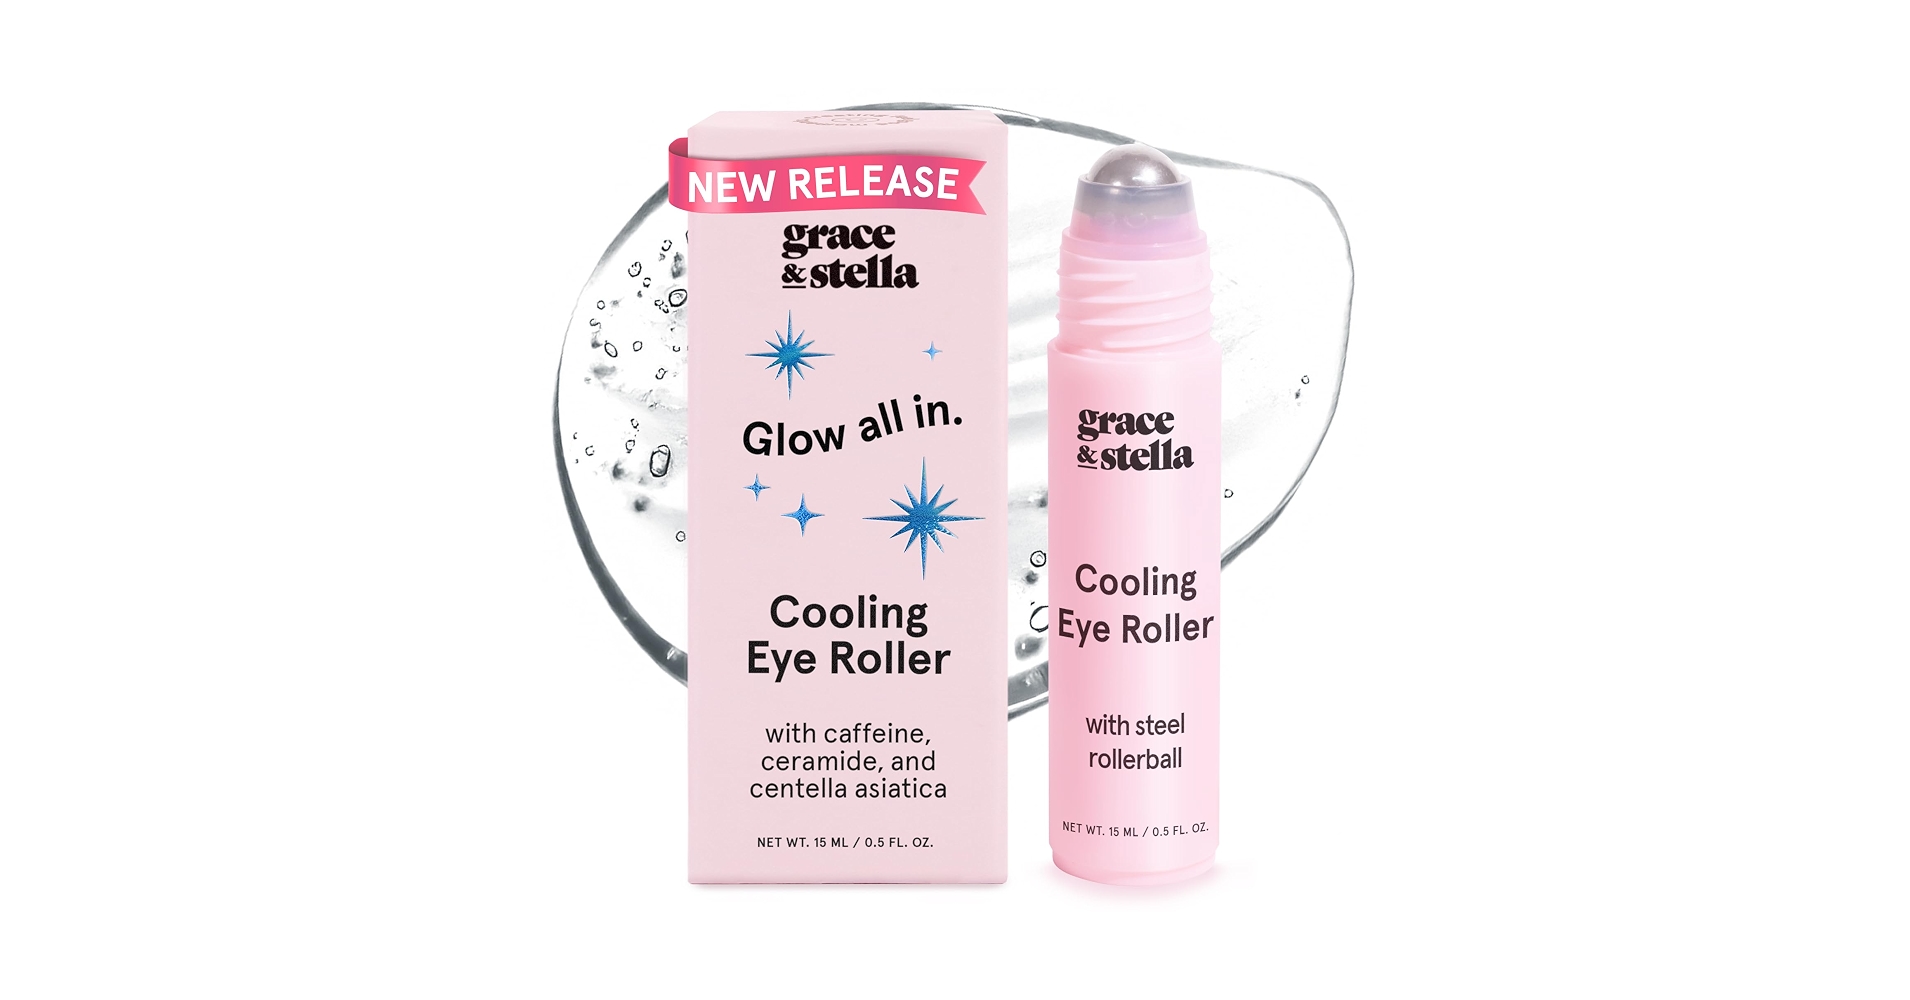 NEW RELEASE
grace
& stella
Glow all in.
Cooling
Eye Roller
with caffeine,
ceramide, and
centella asiatica
NET WT. 15 ML / 0.5 FL. OZ.
grace
& stella
Cooling
Eye Roller
with steel
rollerball
NET WT. 15 ML / 0.5 FL. OZ.